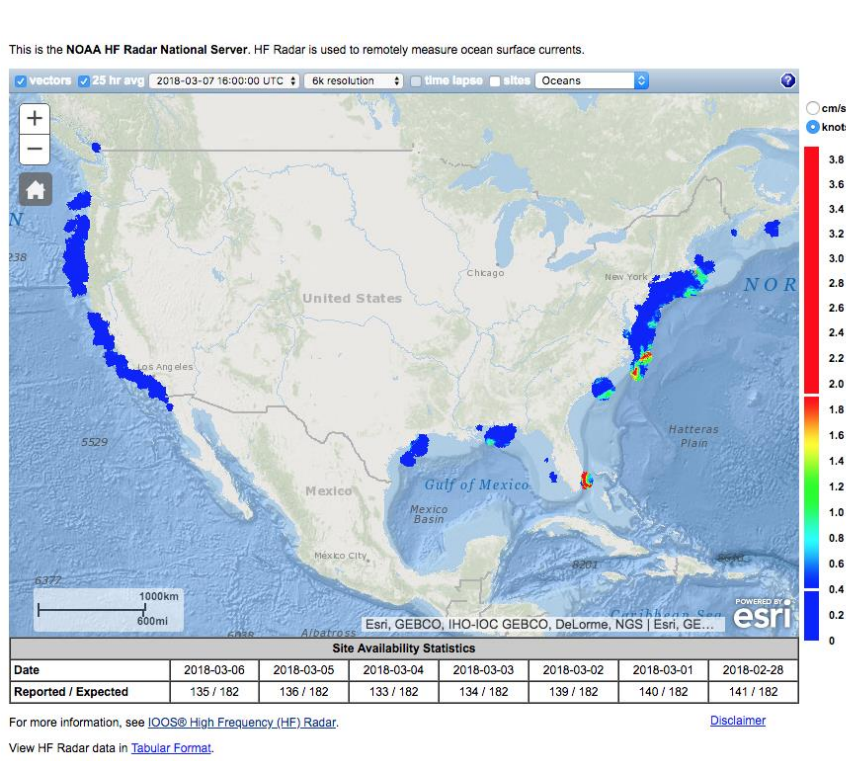 This is the NOAA HF Radar National Server. HF Radar is used to remotely measure ocean surface currents.
vectors 25 hr avg 2018-03-07 16:00:00 UTC 6k resolution time lapse sites Oceans ?
cm/s
knots
+
−
3.8
3.6
3.4
3.2
3.0
2.8
2.6
2.4
2.2
2.0
1.8
1.6
1.4
1.2
1.0
0.8
0.6
0.4
0.2
0
N
38
Chicago
New York
NOR
United States
Los Angeles
5529
Hatteras
Plain
Gulf of Mexico
Mexico
Mexico
Basin
Mexico City
8201
6377
Caribbean Sea
Albatross
1000km
600mi
POWERED BY
esri
Esri, GEBCO, IHO-IOC GEBCO, DeLorme, NGS | Esri, GE...
Site Availability Statistics
Date 2018-03-06 2018-03-05 2018-03-04 2018-03-03 2018-03-02 2018-03-01 2018-02-28
Reported / Expected 135 / 182 136 / 182 133 / 182 134 / 182 139 / 182 140 / 182 141 / 182
For more information, see IOOS® High Frequency (HF) Radar.
Disclaimer
View HF Radar data in Tabular Format.